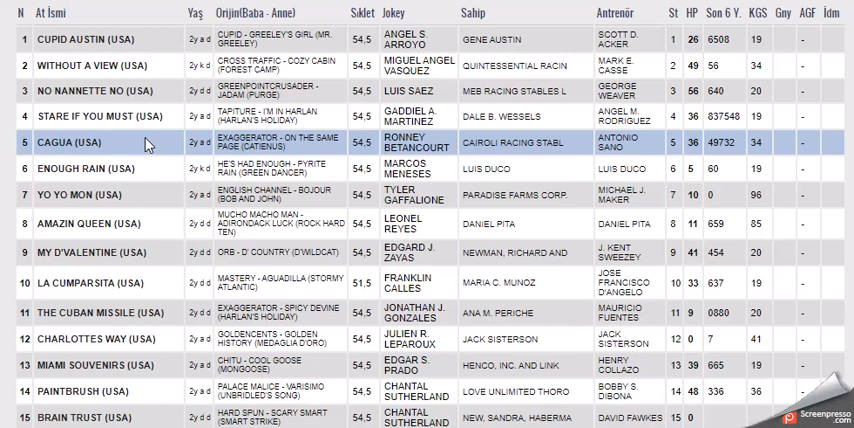 N At İsmi Yaş Orijin(Baba - Anne) Sıklet Jokey Sahip Antrenör St HP Son 6 Y. KGS Gny AGF İdm
1 CUPID AUSTIN (USA) 2y a d CUPID - GREELEY'S GIRL (MR. GREELEY) 54,5 ANGEL S. ARROYO GENE AUSTIN SCOTT D. ACKER 1 26 6508 19 -
2 WITHOUT A VIEW (USA) 2y k d CROSS TRAFFIC - COZY CABIN (FOREST CAMP) 54,5 MIGUEL ANGEL VASQUEZ QUINTESSENTIAL RACIN MARK E. CASSE 2 49 56 34 -
3 NO NANNETTE NO (USA) 2y d d GREENPOINTCRUSADER - JADAM (PURGE) 54,5 LUIS SAEZ MEB RACING STABLES L GEORGE WEAVER 3 56 640 20 -
4 STARE IF YOU MUST (USA) 2y a d TAPITURE - I'M IN HARLAN (HARLAN'S HOLIDAY) 54,5 GADDIEL A. MARTINEZ DALE B. WESSELS ANGEL M. RODRIGUEZ 4 36 837548 19 -
5 CAGUA (USA) 2y a d EXAGGERATOR - ON THE SAME PAGE (CATIENUS) 54,5 RONNEY BETANCOURT CAIROLI RACING STABL ANTONIO SANO 5 36 49732 34 -
6 ENOUGH RAIN (USA) 2y k d HE'S HAD ENOUGH - PYRITE RAIN (GREEN DANCER) 54,5 MARCOS MENESES LUIS DUCO LUIS DUCO 6 5 60 19 -
7 YO YO MON (USA) 2y a d ENGLISH CHANNEL - BOJOUR (BOB AND JOHN) 54,5 TYLER GAFFALIONE PARADISE FARMS CORP. MICHAEL J. MAKER 7 10 0 96 -
8 AMAZIN QUEEN (USA) 2y d d MUCHO MACHO MAN - ADIRONDACK LUCK (ROCK HARD TEN) 54,5 LEONEL REYES DANIEL PITA DANIEL PITA 8 11 659 85 -
9 MY D'VALENTINE (USA) 2y d d ORB - D' COUNTRY (D'WILDCAT) 54,5 EDGARD J. ZAYAS NEWMAN, RICHARD AND J. KENT SWEEZEY 9 41 454 20 -
10 LA CUMPARSITA (USA) 2y a d MASTERY - AGUADILLA (STORMY ATLANTIC) 51,5 FRANKLIN CALLES MARIA C. MUNOZ JOSE FRANCISCO D'ANGELO 10 33 637 19 -
11 THE CUBAN MISSILE (USA) 2y d d EXAGGERATOR - SPICY DEVINE (HARLAN'S HOLIDAY) 54,5 JONATHAN J. GONZALES ANA M. PERICHE MAURICIO FUENTES 11 9 0880 20 -
12 CHARLOTTES WAY (USA) 2y a d GOLDENCENTS - GOLDEN HISTORY (MEDAGLIA D'ORO) 54,5 JULIEN R. LEPAROUX JACK SISTERSON JACK SISTERSON 12 0 7 41 -
13 MIAMI SOUVENIRS (USA) 2y a d CHITU - COOL GOOSE (MONGOOSE) 54,5 EDGAR S. PRADO HENCO, INC. AND LINK HENRY COLLAZO 13 39 665 19 -
14 PAINTBRUSH (USA) 2y a d PALACE MALICE - VARISIMO (UNBRIDLED'S SONG) 54,5 CHANTAL SUTHERLAND LOVE UNLIMITED THORO BOBBY S. DIBONA 14 48 336 36 -
15 BRAIN TRUST (USA) 2y d d HARD SPUN - SCARY SMART (SMART STRIKE) 54,5 CHANTAL SUTHERLAND NEW, SANDRA, HABERMA DAVID FAWKES 15 0 -
Screenpresso
.com